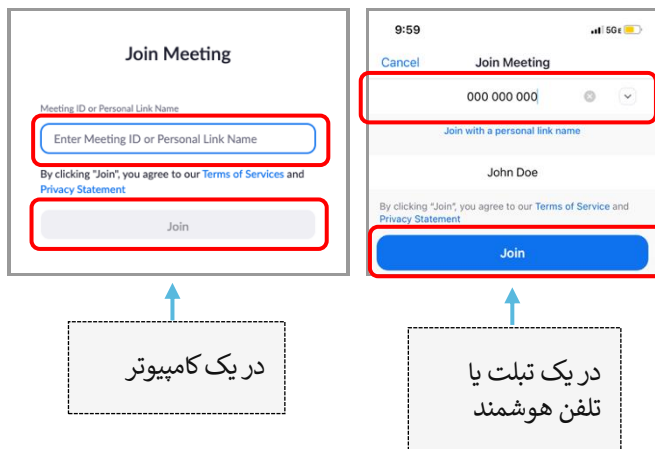 Join Meeting
Meeting ID or Personal Link Name
Enter Meeting ID or Personal Link Name
By clicking "Join", you agree to our Terms of Services and
Privacy Statement
Join
در یک کامپیوتر
9:59
5GE
Cancel
Join Meeting
000 000 000
Join with a personal link name
John Doe
By clicking "Join", you agree to our Terms of Service and
Privacy Statement
Join
در یک تبلت یا
تلفن هوشمند